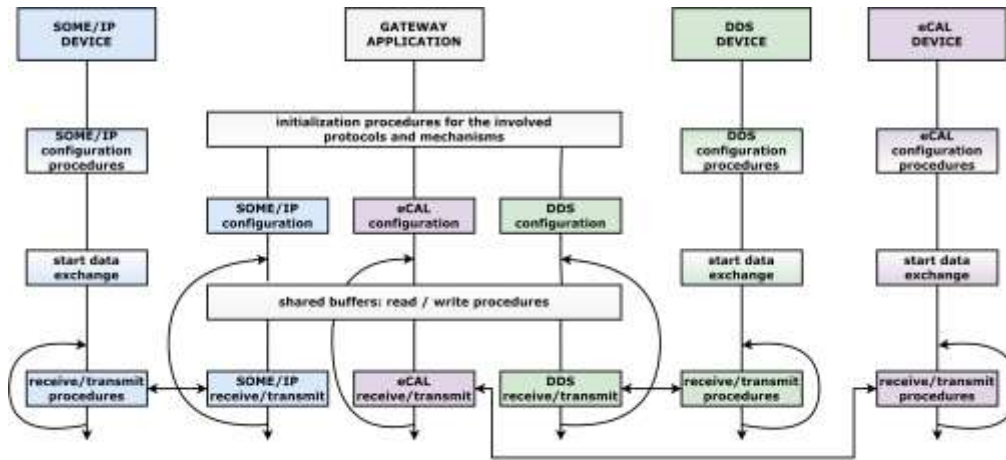 SOME/IP
DEVICE
GATEWAY
APPLICATION
DDS
DEVICE
eCAL
DEVICE
initialization procedures for the involved
protocols and mechanisms
SOME/IP
configuration
procedures
DDS
configuration
procedures
eCAL
configuration
procedures
SOME/IP
configuration
eCAL
configuration
DDS
configuration
start data
exchange
start data
exchange
start data
exchange
shared buffers: read / write procedures
receive/transmit
procedures
SOME/IP
receive/transmit
eCAL
receive/transmit
DDS
receive/transmit
receive/transmit
procedures
receive/transmit
procedures